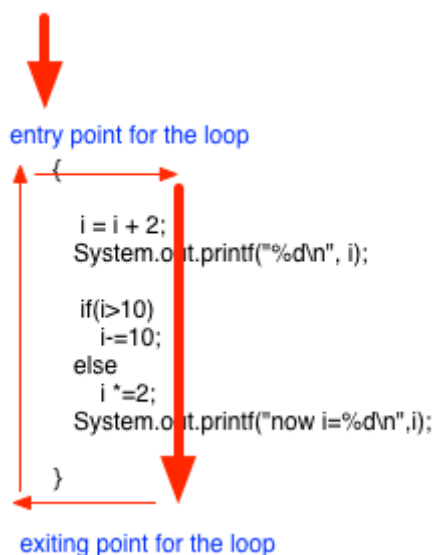 entry point for the loop
{
i = i + 2;
System.out.printf("%d\n", i);
if(i>10)
i-=10;
else
i *=2;
System.out.printf("now i=%d\n",i);
}
exiting point for the loop